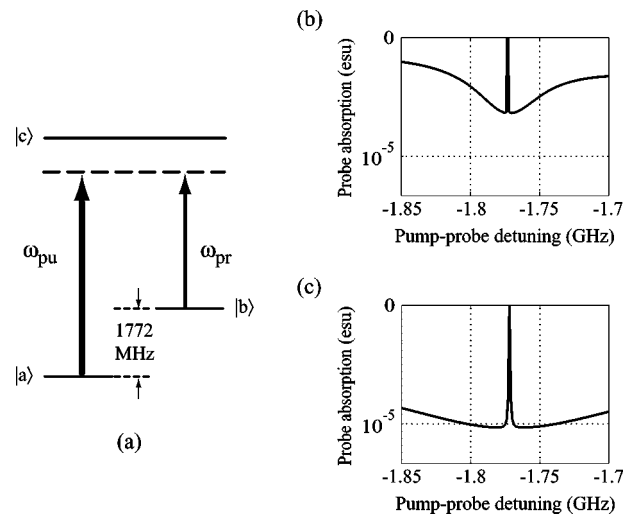 |c⟩
ω_pu
ω_pr
|b⟩
1772
MHz
|a⟩
(a)
(b)
Probe absorption (esu)
0
10^-5
-1.85 -1.8 -1.75 -1.7
Pump-probe detuning (GHz)
(c)
Probe absorption (esu)
0
10^-5
-1.85 -1.8 -1.75 -1.7
Pump-probe detuning (GHz)